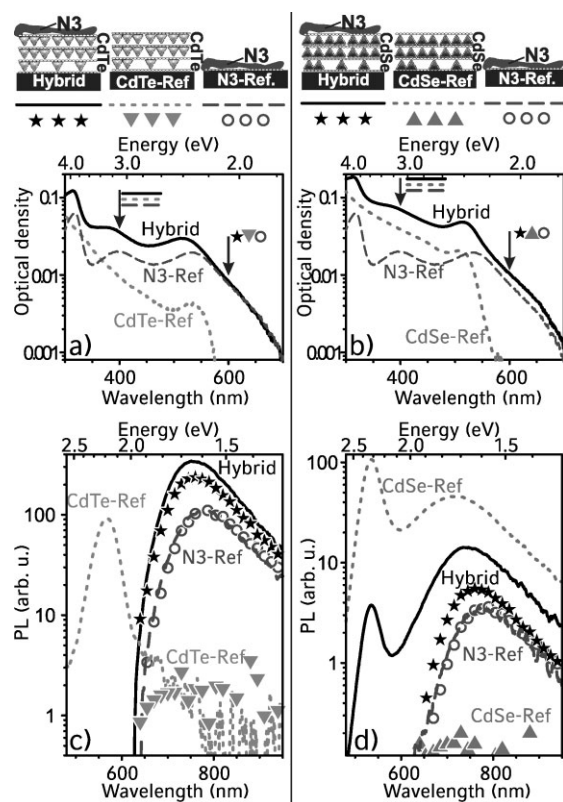 N3
CdTe
Hybrid
CdTe
CdTe-Ref
N3
N3-Ref.
Energy (eV)
4.0 3.0 2.0
0.1
0.01
0.001
Optical density
Hybrid
N3-Ref
CdTe-Ref
a)
400 600
Wavelength (nm)
N3
CdSe
Hybrid
CdSe
CdSe-Ref
N3
N3-Ref.
Energy (eV)
4.0 3.0 2.0
0.1
0.01
0.001
Optical density
Hybrid
N3-Ref
CdSe-Ref
b)
400 600
Wavelength (nm)
Energy (eV)
2.5 2.0 1.5
100
10
1
PL (arb. u.)
Hybrid
CdTe-Ref
N3-Ref
CdTe-Ref
c)
600 800
Wavelength (nm)
Energy (eV)
2.5 2.0 1.5
100
10
1
PL (arb. u.)
CdSe-Ref
Hybrid
N3-Ref
CdSe-Ref
d)
600 800
Wavelength (nm)